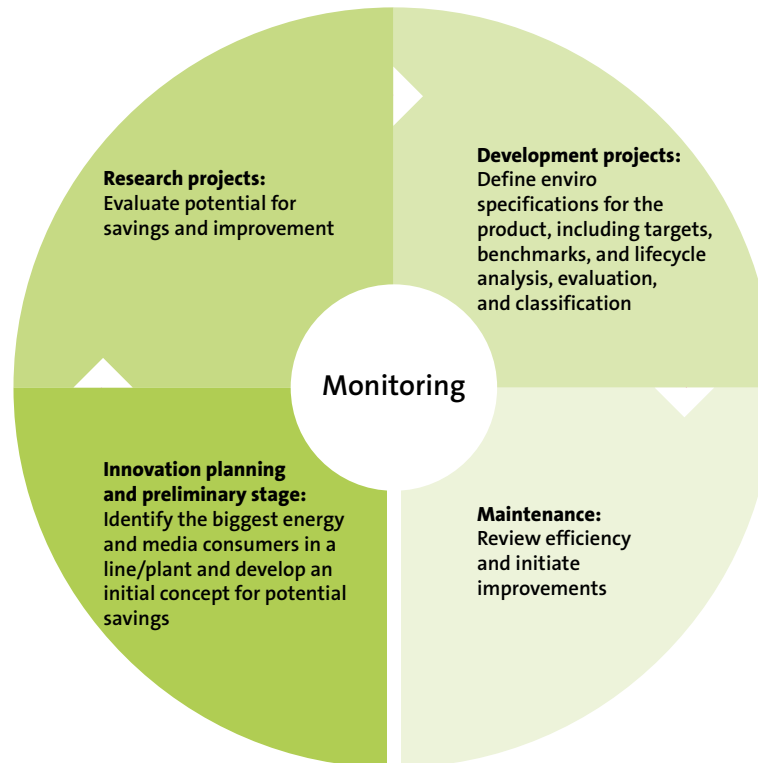 Research projects:
Evaluate potential for
savings and improvement
Development projects:
Define enviro
specifications for the
product, including targets,
benchmarks, and lifecycle
analysis, evaluation,
and classification
Monitoring
Innovation planning
and preliminary stage:
Identify the biggest energy
and media consumers in a
line/plant and develop an
initial concept for potential
savings
Maintenance:
Review efficiency
and initiate
improvements